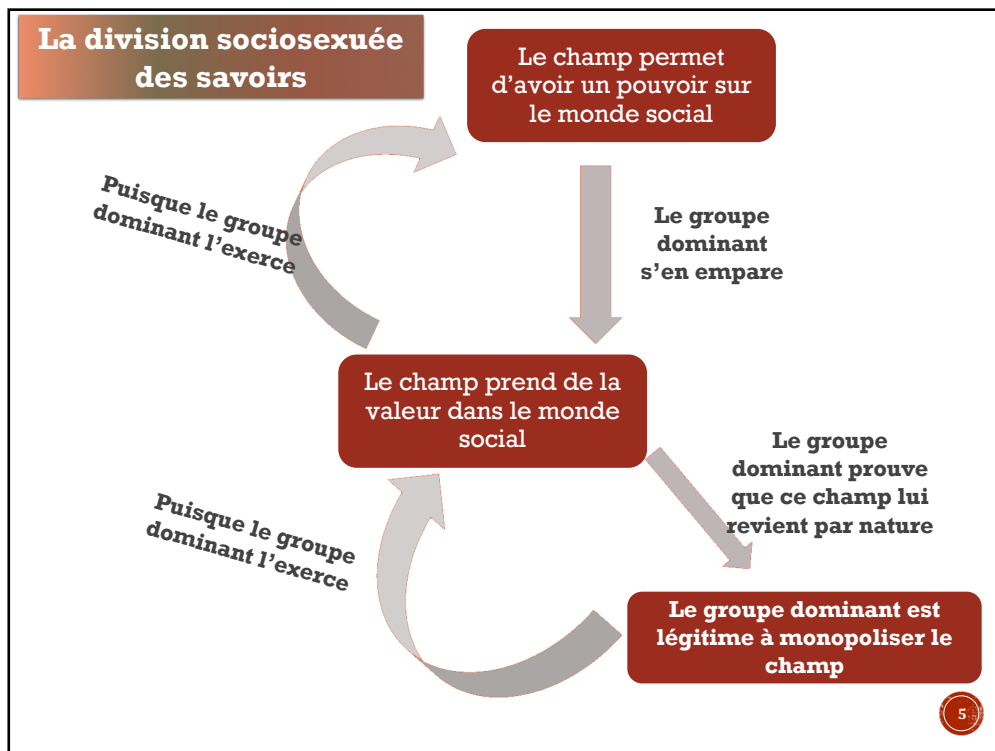 La division sociosexuée
des savoirs
Le champ permet
d’avoir un pouvoir sur
le monde social
Puisque le groupe
dominant l’exerce
Le groupe
dominant
s’en empare
Le champ prend de la
valeur dans le monde
social
Le groupe
dominant prouve
que ce champ lui
revient par nature
Puisque le groupe
dominant l’exerce
Le groupe dominant est
légitime à monopoliser le
champ
5